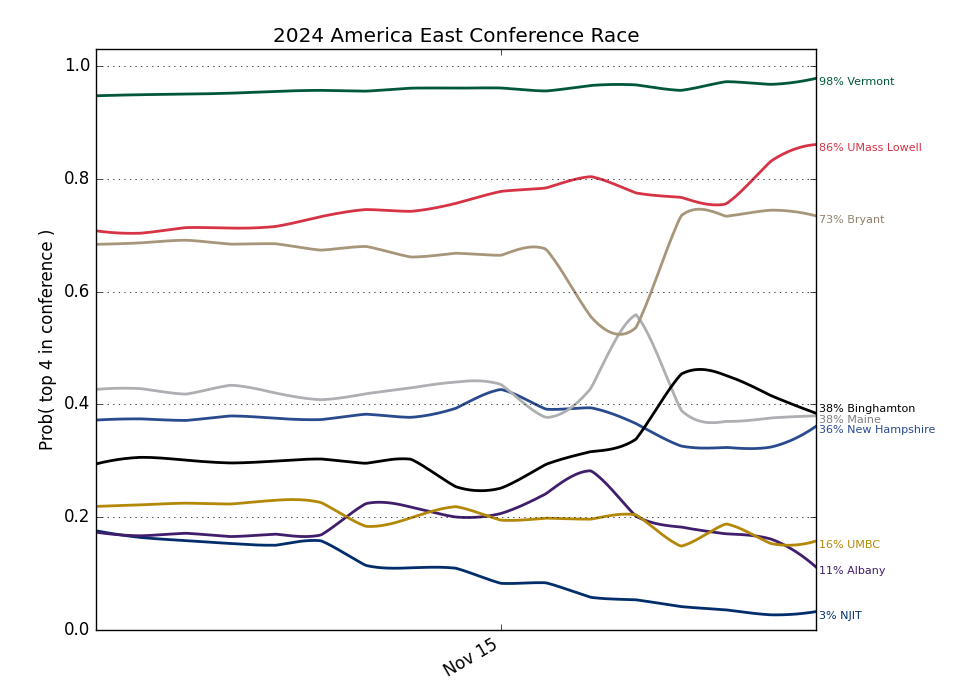 2024 America East Conference Race
Prob( top 4 in conference )
1.0
0.8
0.6
0.4
0.2
0.0
Nov 15
98% Vermont
86% UMass Lowell
73% Bryant
38% Binghamton
38% Maine
36% New Hampshire
16% UMBC
11% Albany
3% NJIT